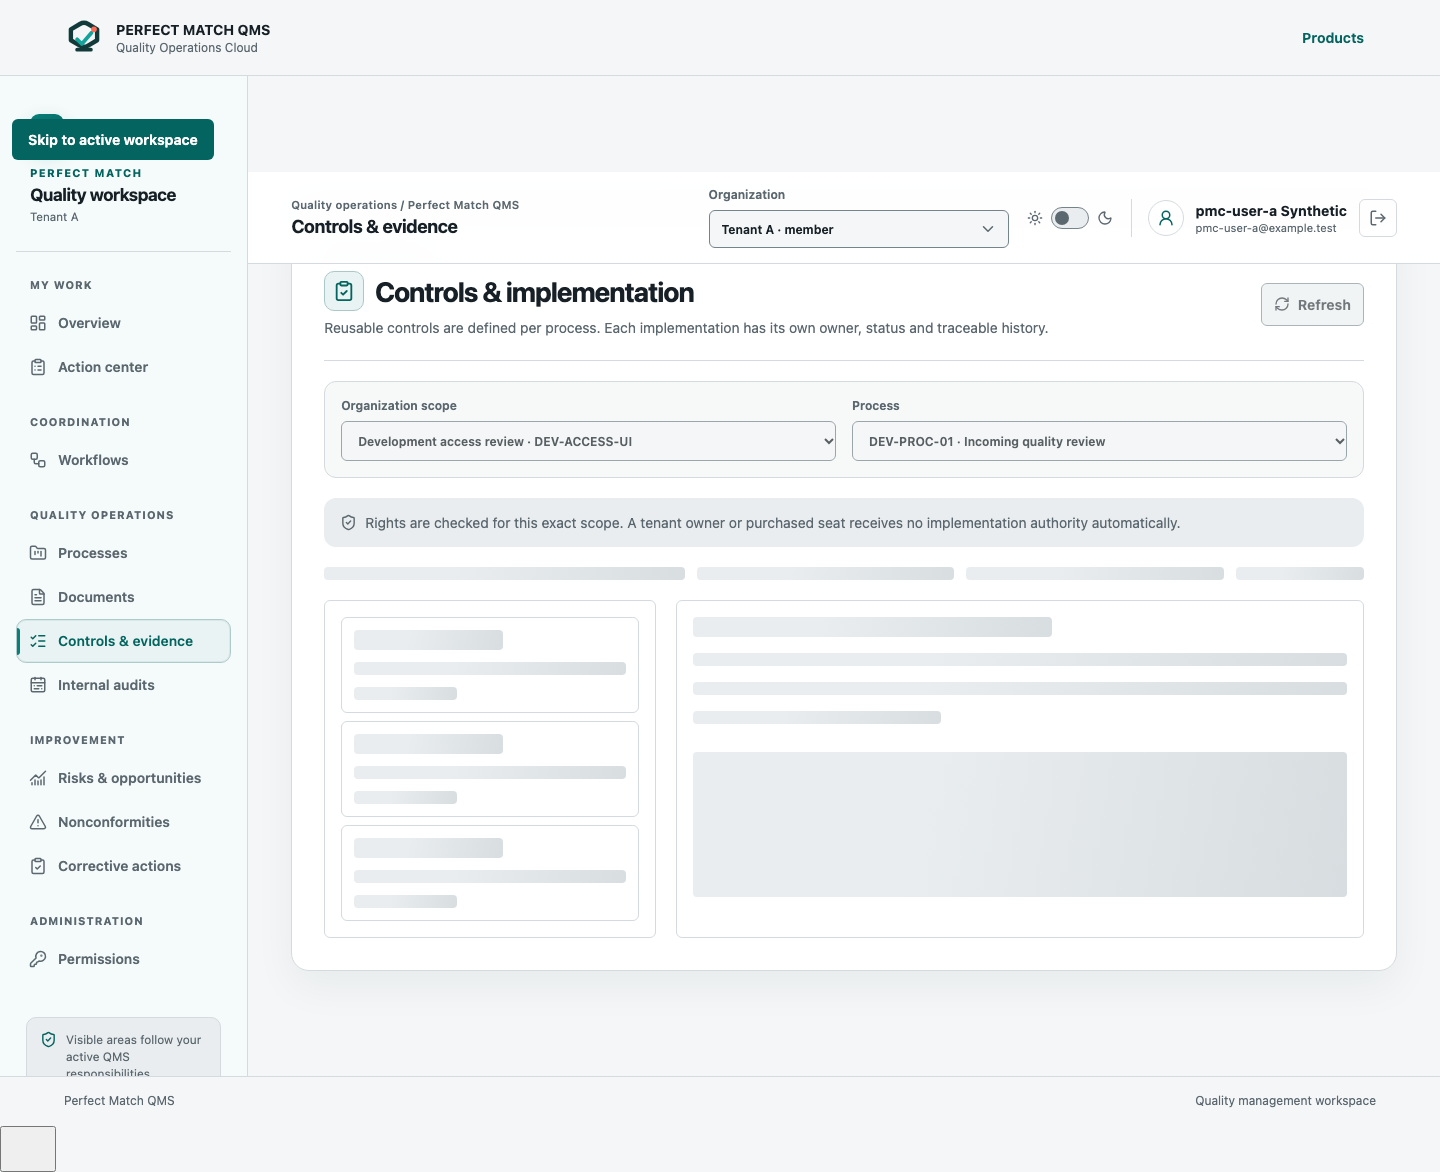 PERFECT MATCH QMS
Quality Operations Cloud
Products
Skip to active workspace
PERFECT MATCH
Quality workspace
Tenant A
MY WORK
Overview
Action center
COORDINATION
Workflows
QUALITY OPERATIONS
Processes
Documents
Controls & evidence
Internal audits
IMPROVEMENT
Risks & opportunities
Nonconformities
Corrective actions
ADMINISTRATION
Permissions
Visible areas follow your
active QMS
responsibilities
Quality operations / Perfect Match QMS
Controls & evidence
Organization
Tenant A · member
pmc-user-a Synthetic
pmc-user-a@example.test
Controls & implementation
Reusable controls are defined per process. Each implementation has its own owner, status and traceable history.
Refresh
Organization scope
Development access review · DEV-ACCESS-UI
Process
DEV-PROC-01 · Incoming quality review
Rights are checked for this exact scope. A tenant owner or purchased seat receives no implementation authority automatically.
Perfect Match QMS
Quality management workspace